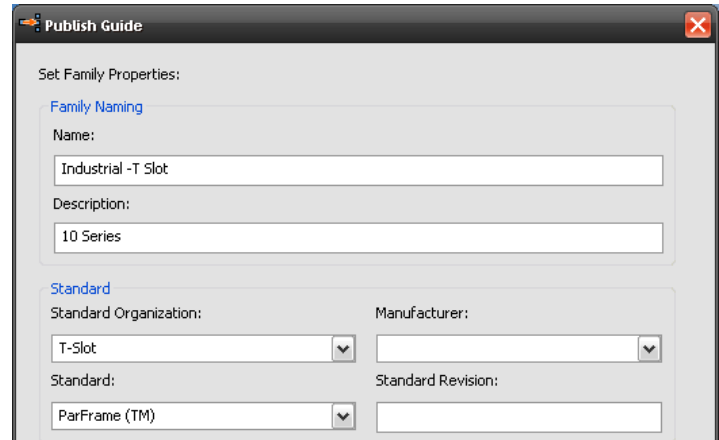 Publish Guide
Set Family Properties:
Family Naming
Name:
Industrial -T Slot
Description:
10 Series
Standard
Standard Organization:
Manufacturer:
T-Slot
Standard:
Standard Revision:
ParFrame (TM)